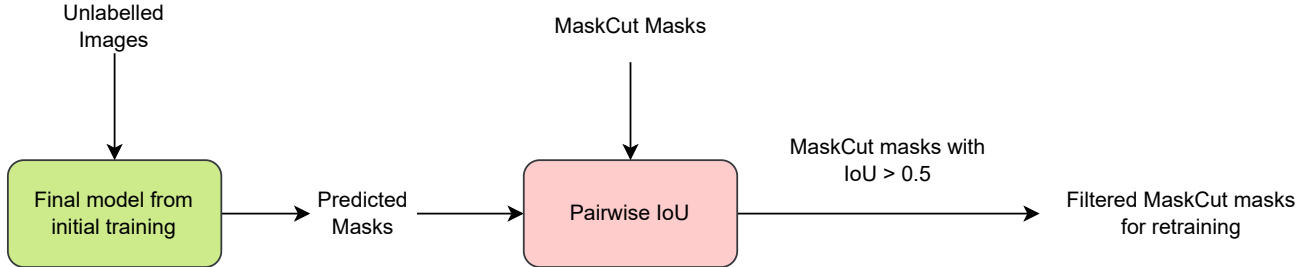 Unlabelled
Images
MaskCut Masks
Final model from
initial training
Predicted
Masks
Pairwise IoU
MaskCut masks with
IoU > 0.5
Filtered MaskCut masks
for retraining